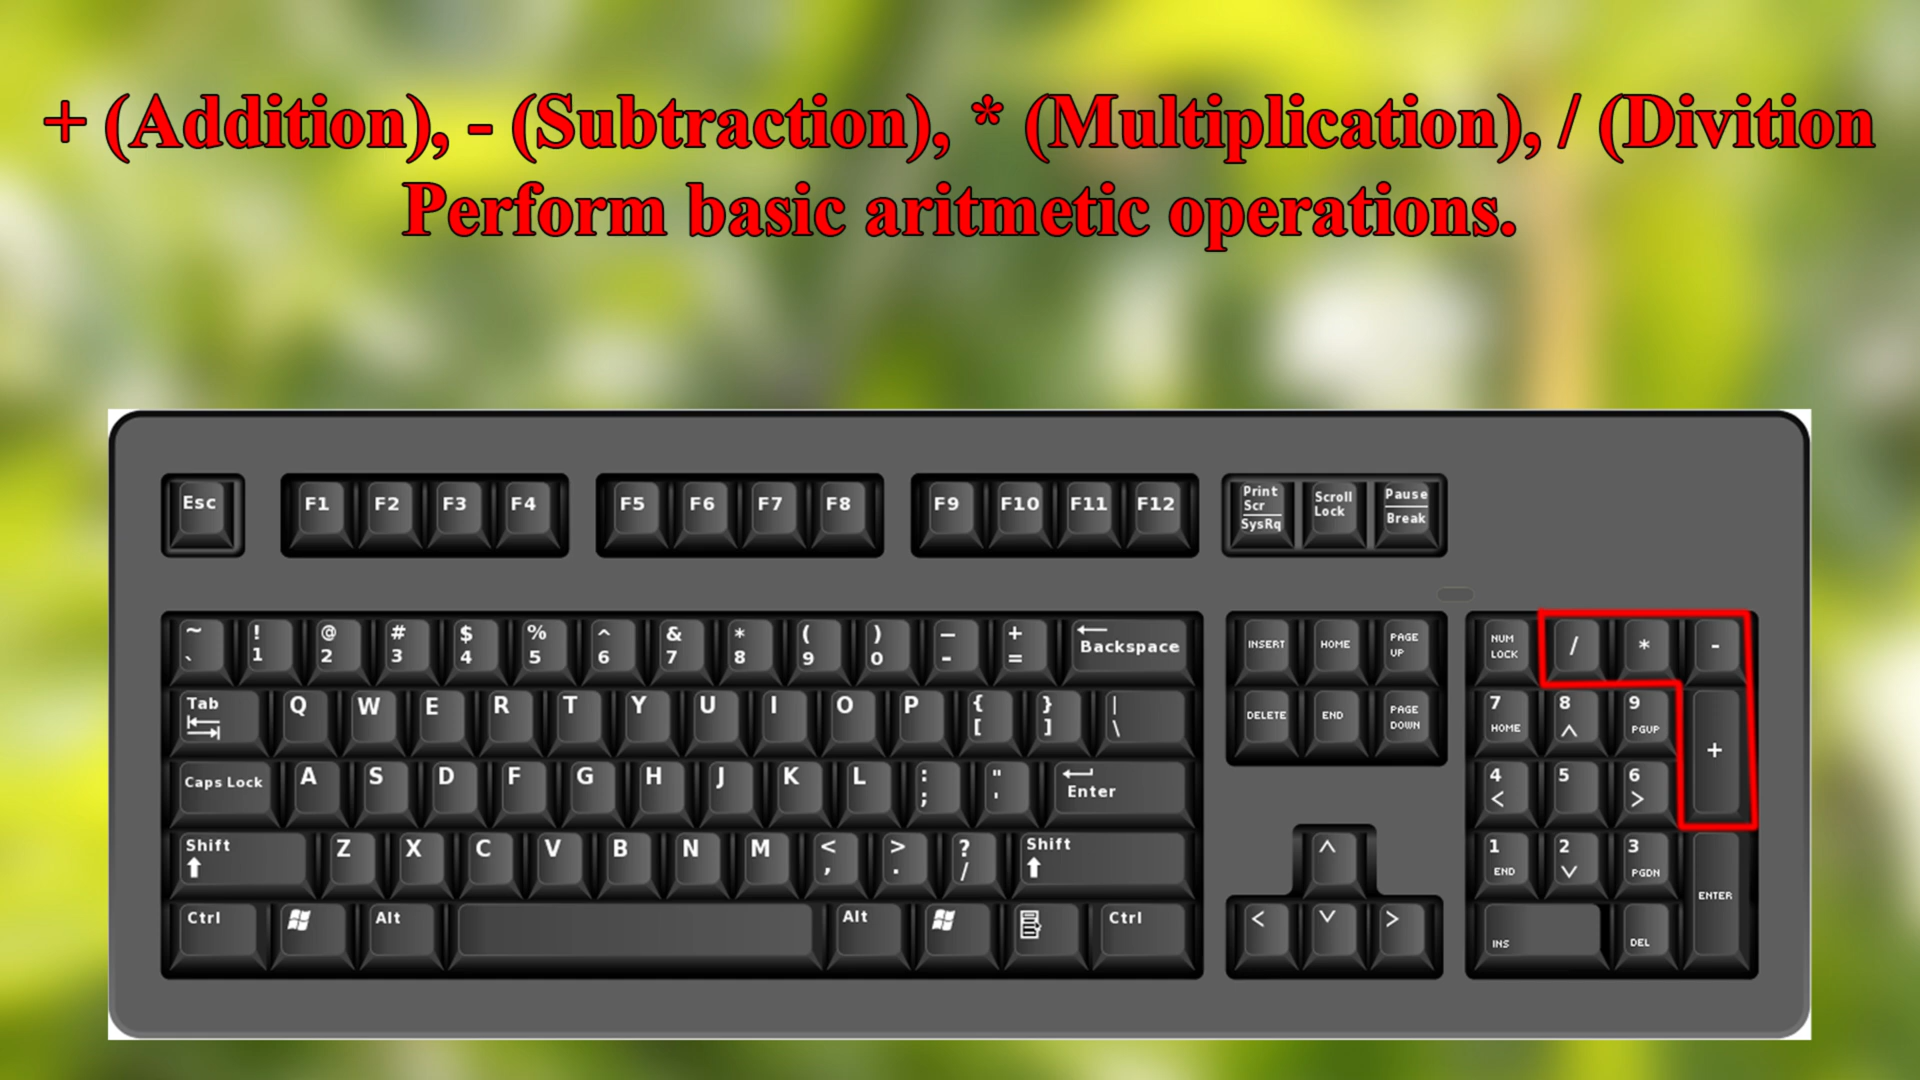 + (Addition), - (Subtraction), * (Multiplication), / (Divition
Perform basic aritmetic operations.
Esc F1 F2 F3 F4 F5 F6 F7 F8 F9 F10 F11 F12 Print Scr SysRq Scroll Lock Pause Break
~ ` ! 1 @ 2 # 3 $ 4 % 5 ^ 6 & 7 * 8 ( 9 ) 0 _ - + = Backspace INSERT HOME PAGE UP NUM LOCK / * -
Tab Q W E R T Y U I O P { [ } ] | \ DELETE END PAGE DOWN 7 HOME 8 ^ 9 PGUP +
Caps Lock A S D F G H J K L : ; " ' Enter 4 < 5 6 >
Shift Z X C V B N M < , > . ? / Shift ^ 1 END 2 v 3 PGDN ENTER
Ctrl Alt Alt Ctrl < v > INS DEL